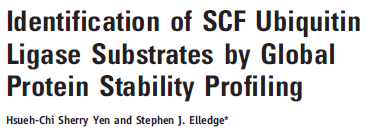 Identification of SCF Ubiquitin
Ligase Substrates by Global
Protein Stability Profiling
Hsueh-Chi Sherry Yen and Stephen J. Elledge*